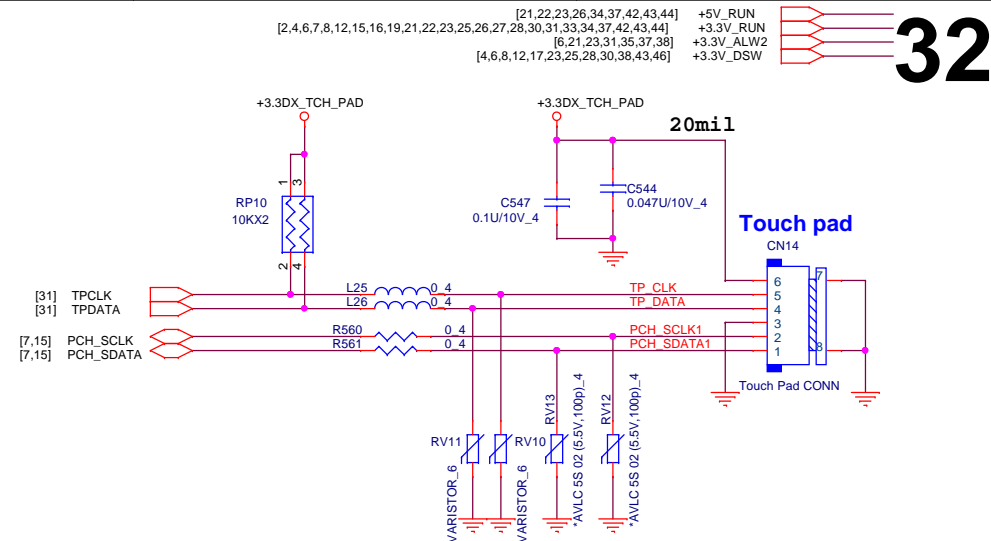 [21,22,23,26,34,37,42,43,44] +5V_RUN
[2,4,6,7,8,12,15,16,19,21,22,23,25,26,27,28,30,31,33,34,37,42,43,44] +3.3V_RUN
[6,21,23,31,35,37,38] +3.3V_ALW2
[4,6,8,12,17,23,25,28,30,38,43,46] +3.3V_DSW
32
+3.3DX_TCH_PAD
+3.3DX_TCH_PAD
20mil
1 3
RP10
10KX2
2 4
C547
0.1U/10V_4
C544
0.047U/10V_4
Touch pad
CN14
[31] TPCLK L25 0_4 TP_CLK
[31] TPDATA L26 0_4 TP_DATA
[7,15] PCH_SCLK R560 0_4 PCH_SCLK1
[7,15] PCH_SDATA R561 0_4 PCH_SDATA1
6
5
4
3
2
1
7
8
Touch Pad CONN
RV11
VARISTOR_6
RV10
VARISTOR_6
RV13
*AVLC 5S 02 (5.5V,100p)_4
RV12
*AVLC 5S 02 (5.5V,100p)_4